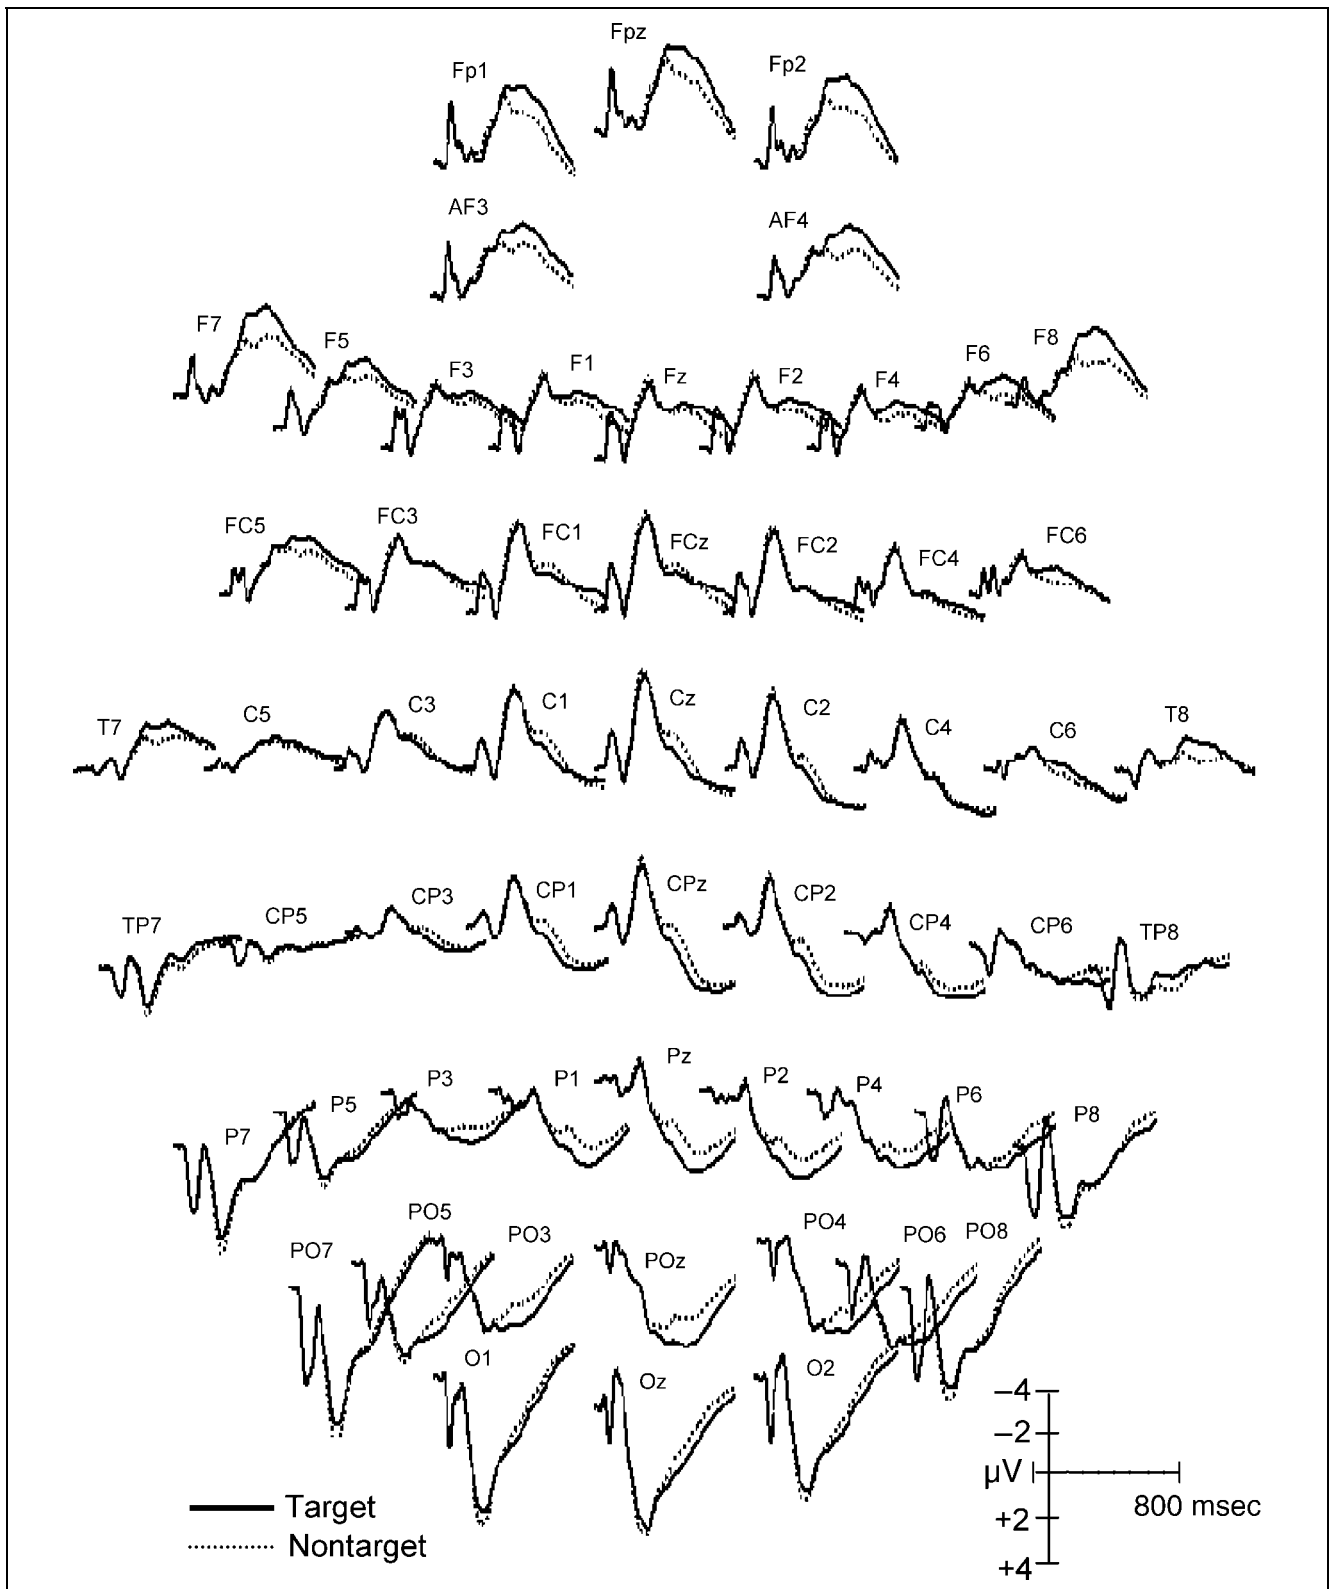 Fpz
Fp1
Fp2
AF3
AF4
F7
F5
F3
F1
Fz
F2
F4
F6
F8
FC5
FC3
FC1
FCz
FC2
FC4
FC6
T7
C5
C3
C1
Cz
C2
C4
C6
T8
TP7
CP5
CP3
CP1
CPz
CP2
CP4
CP6
TP8
P7
P5
P3
P1
Pz
P2
P4
P6
P8
PO7
PO5
PO3
POz
PO4
PO6
PO8
O1
Oz
O2
–4
–2
µV
800 msec
+2
+4
Target
Nontarget